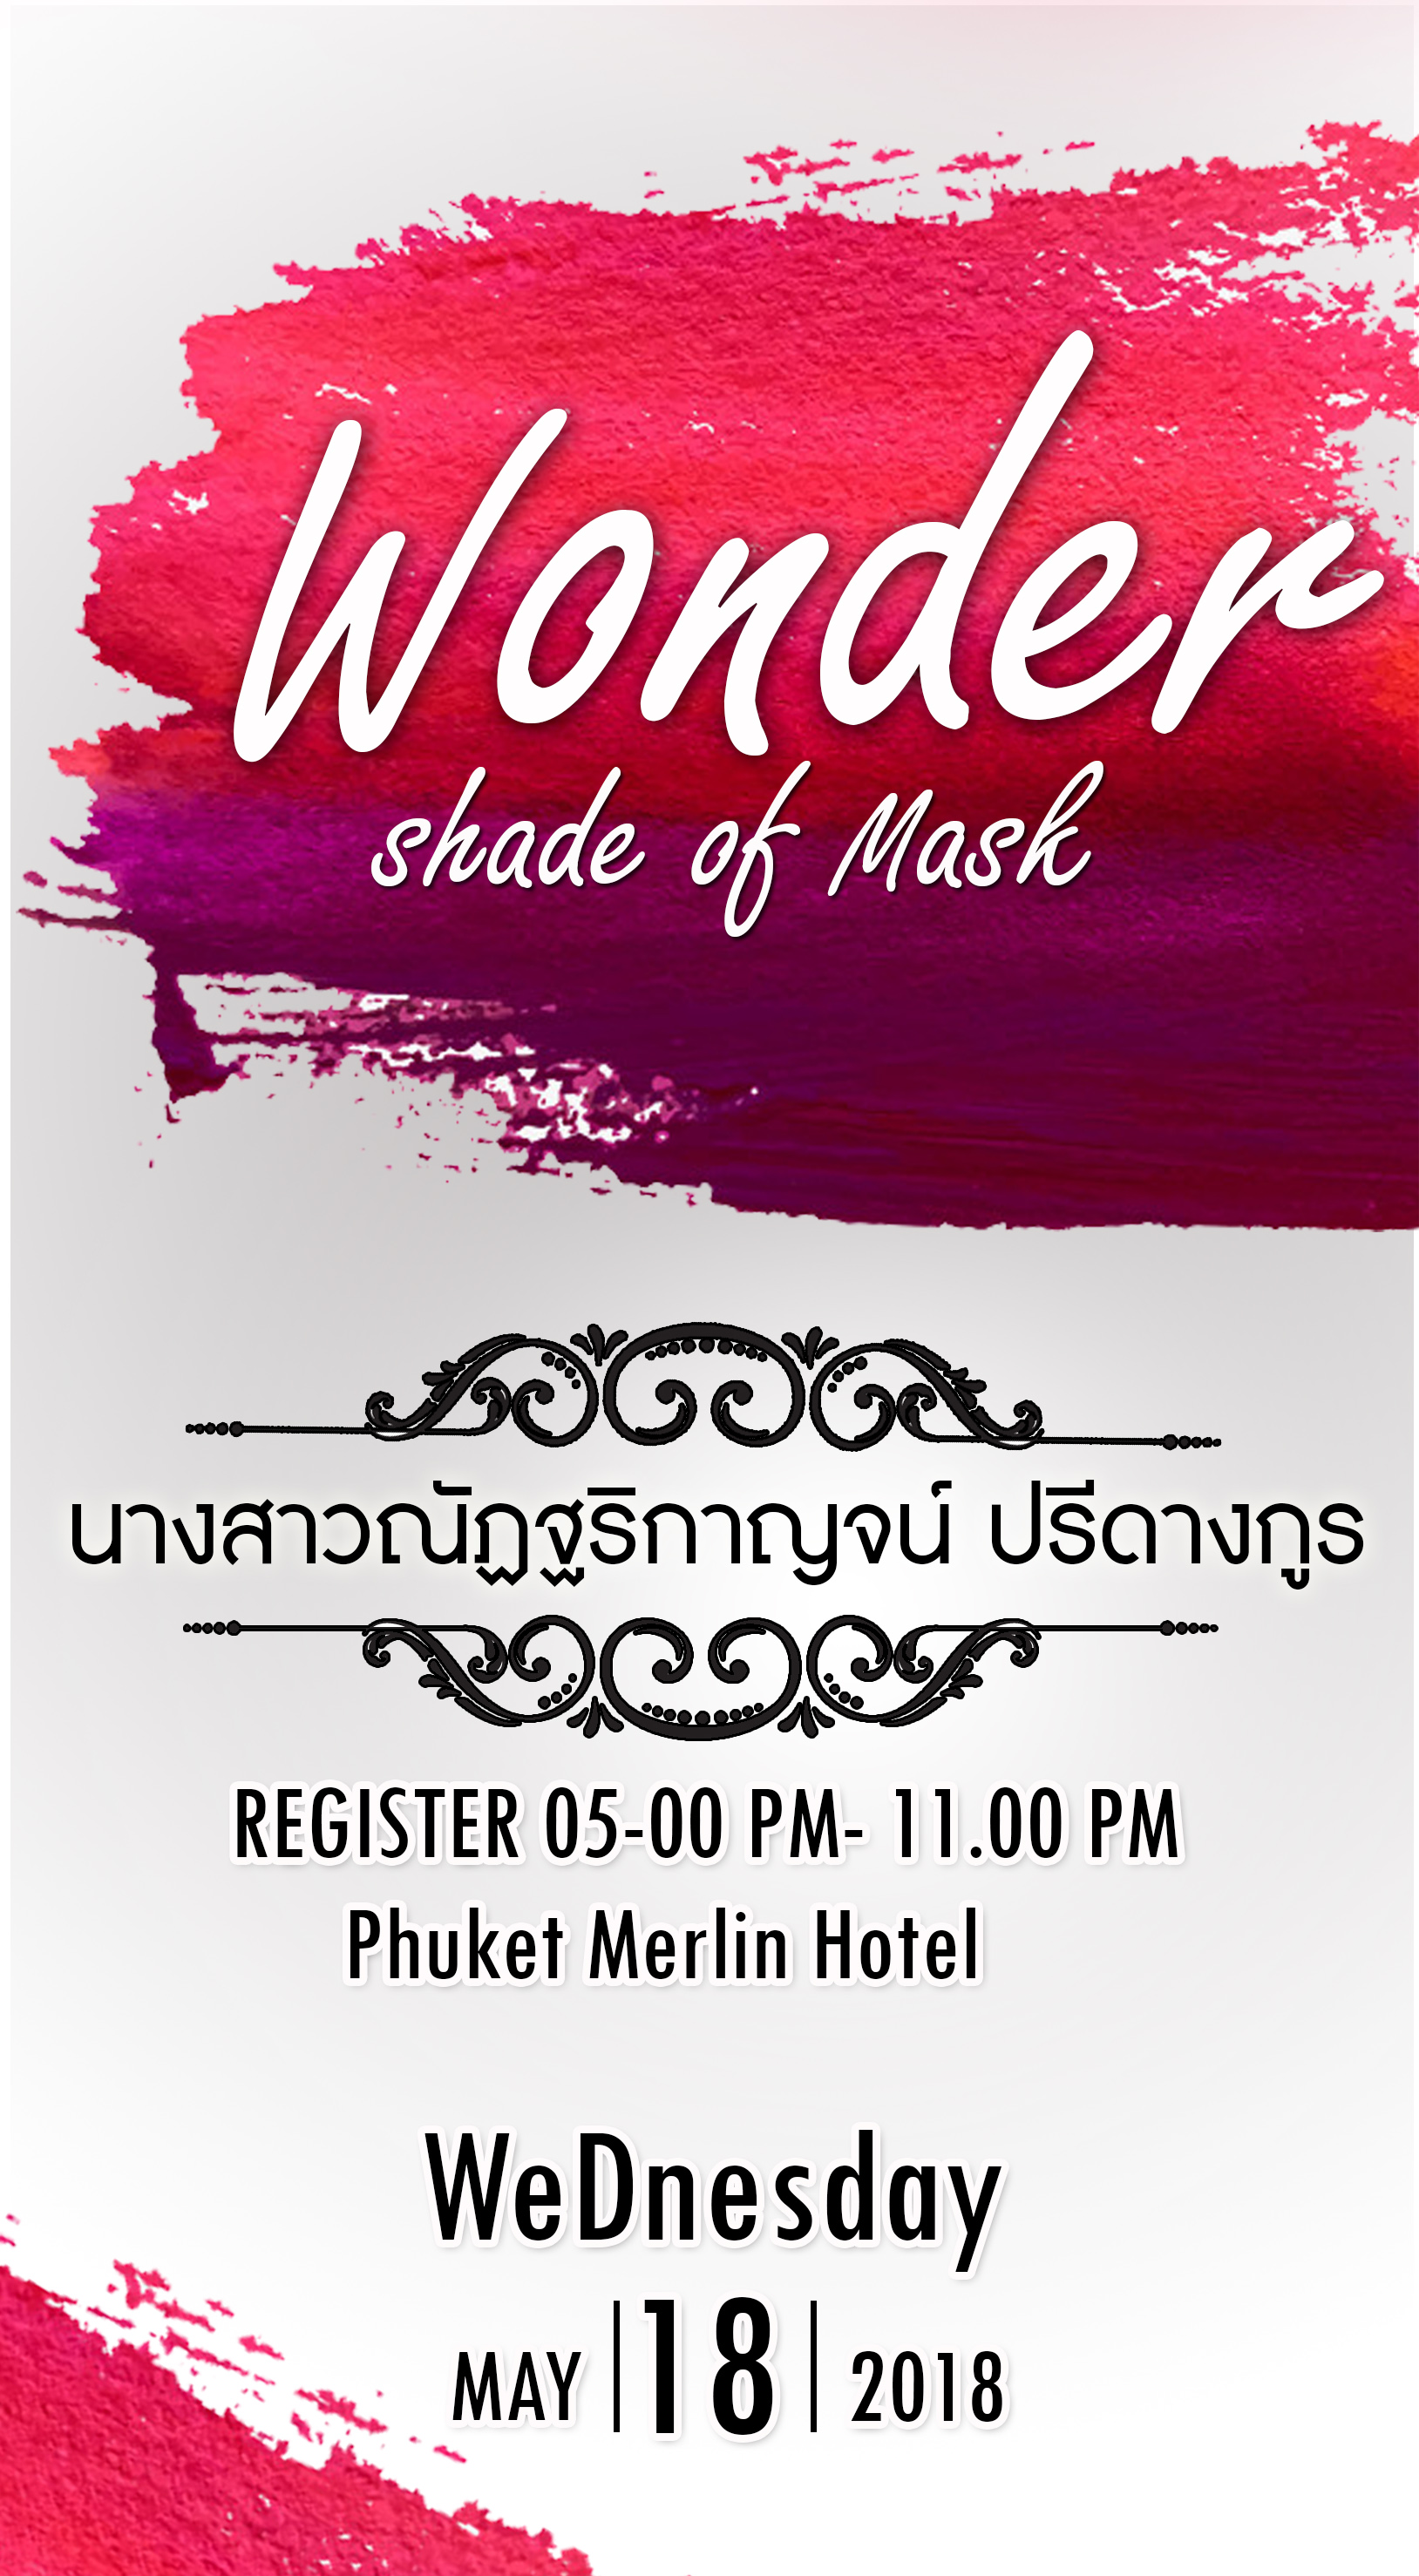 Wonder
shade of Mask
นางสาวณัฏฐริกาญจน์ ปรีดางกูร
REGISTER 05-00 PM- 11.00 PM
Phuket Merlin Hotel
WeDnesday
MAY |18| 2018